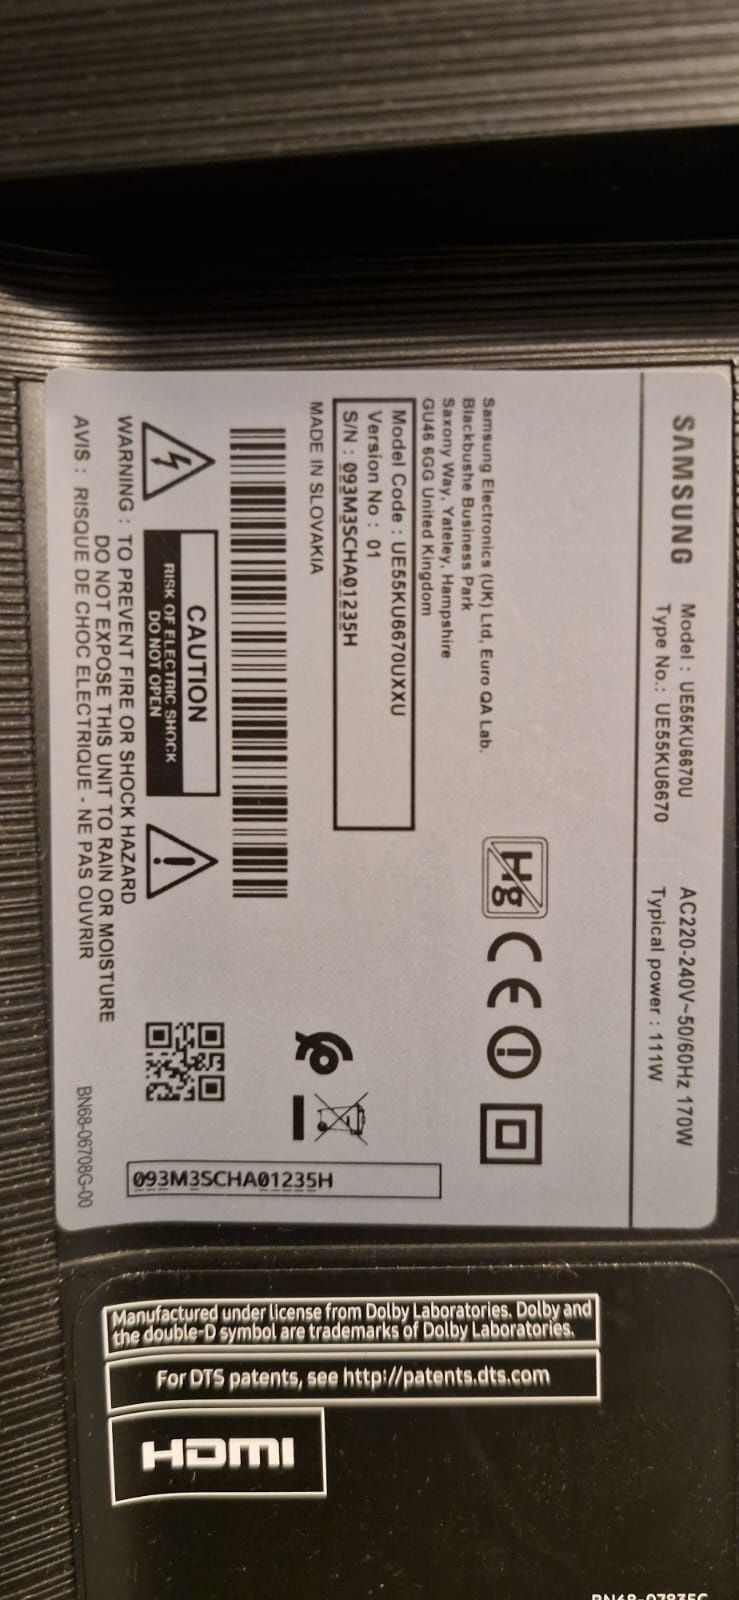 SAMSUNG
Model : UE55KU6670U
Type No.: UE55KU6670
AC220-240V~50/60Hz 170W
Typical power : 111W
Samsung Electronics (UK) Ltd, Euro QA Lab.
Blackbushe Business Park
Saxony Way, Yateley, Hampshire
GU46 6GG United Kingdom
Model Code : UE55KU6670UXXU
Version No : 01
S/N : 093M3SCHA01235H
MADE IN SLOVAKIA
Hg
CE
CAUTION
RISK OF ELECTRIC SHOCK
DO NOT OPEN
WARNING : TO PREVENT FIRE OR SHOCK HAZARD
DO NOT EXPOSE THIS UNIT TO RAIN OR MOISTURE
AVIS : RISQUE DE CHOC ELECTRIQUE - NE PAS OUVRIR
BN68-06708G-00
093M3SCHA01235H
Manufactured under license from Dolby Laboratories. Dolby and
the double-D symbol are trademarks of Dolby Laboratories.
For DTS patents, see http://patents.dts.com
HDMI